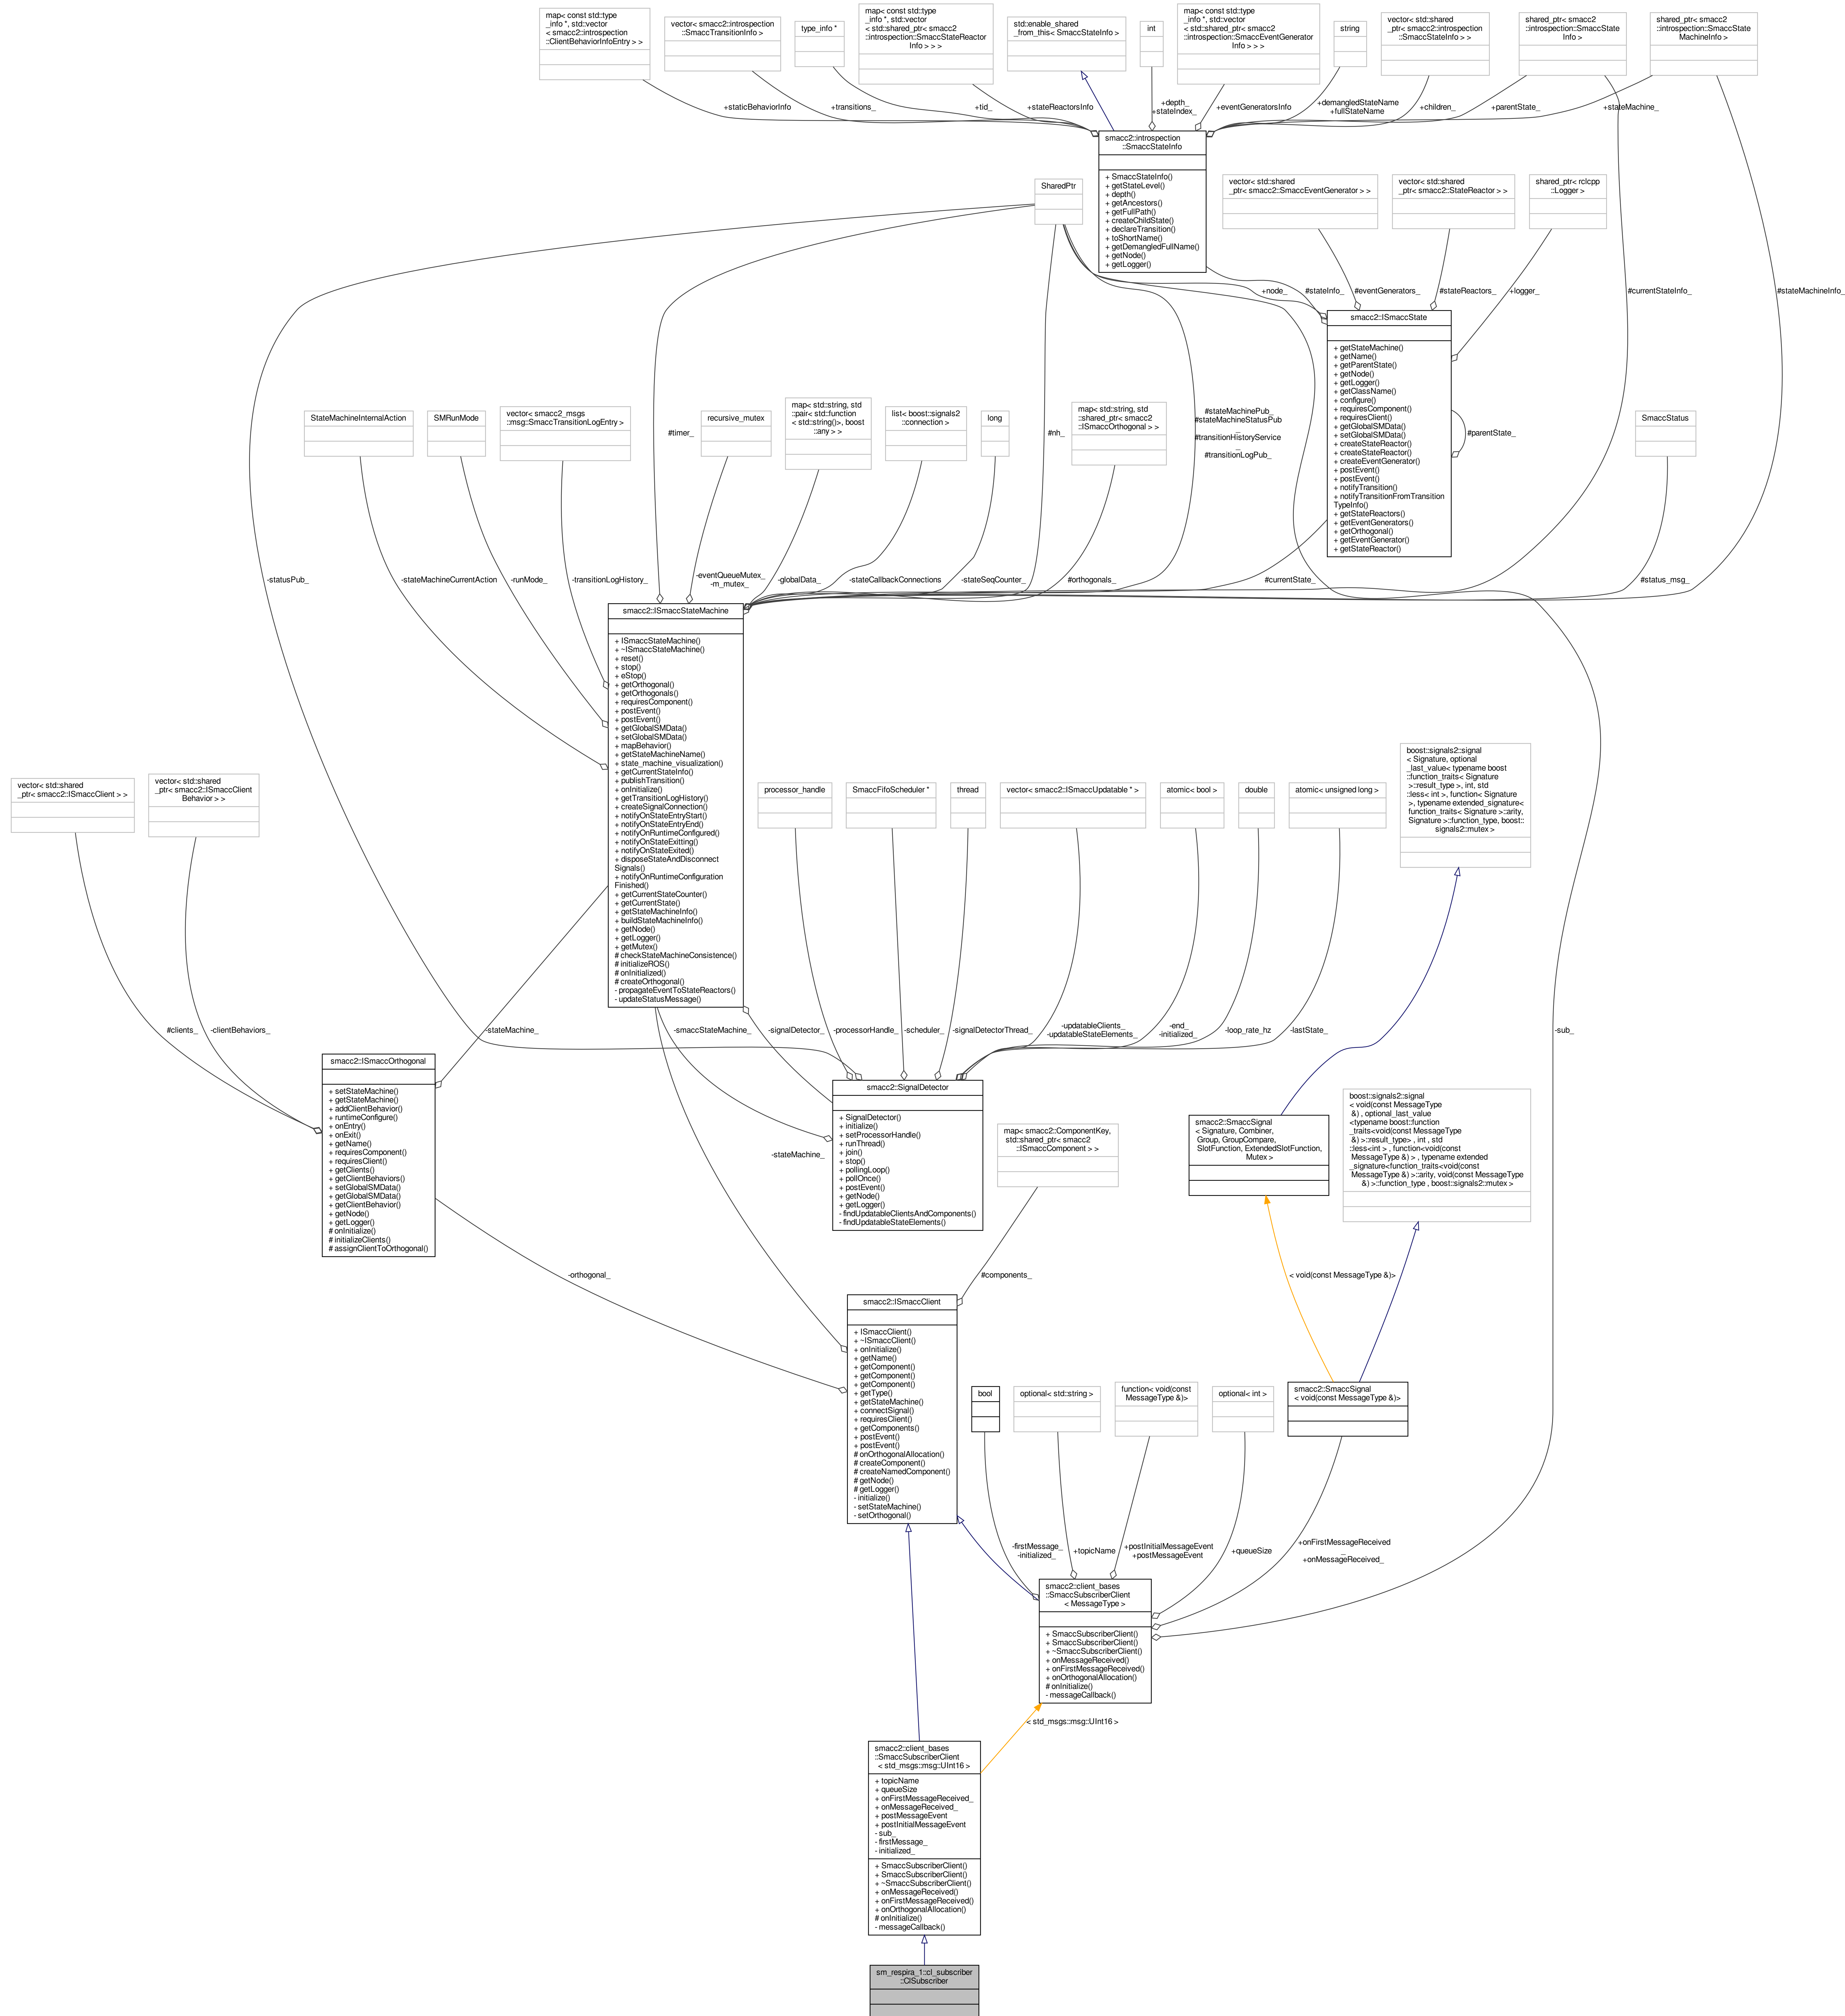 map< const std::type
_info *, std::vector
< smacc2::introspection
::ClientBehaviorInfoEntry > >
vector< smacc2::introspection
::SmaccTransitionInfo >
type_info *
map< const std::type
_info *, std::vector
< std::shared_ptr< smacc2
::introspection::SmaccStateReactor
Info > > >
std::enable_shared
_from_this< SmaccStateInfo >
int
map< const std::type
_info *, std::vector
< std::shared_ptr< smacc2
::introspection::SmaccEventGenerator
Info > > >
string
vector< std::shared
_ptr< smacc2::introspection
::SmaccStateInfo > >
shared_ptr< smacc2
::introspection::SmaccState
Info >
shared_ptr< smacc2
::introspection::SmaccState
MachineInfo >
+staticBehaviorInfo
+transitions_
+tid_
+stateReactorsInfo
+depth_
+stateIndex_
+eventGeneratorsInfo
+demangledStateName
+fullStateName
+children_
+parentState_
+stateMachine_
smacc2::introspection
::SmaccStateInfo
+ SmaccStateInfo()
+ getStateLevel()
+ depth()
+ getAncestors()
+ getFullPath()
+ createChildState()
+ declareTransition()
+ toShortName()
+ getDemangledFullName()
+ getNode()
+ getLogger()
SharedPtr
vector< std::shared
_ptr< smacc2::SmaccEventGenerator > >
vector< std::shared
_ptr< smacc2::StateReactor > >
shared_ptr< rclcpp
::Logger >
+node_
#stateInfo_
#eventGenerators_
#stateReactors_
+logger_
#currentStateInfo_
#stateMachineInfo_
smacc2::ISmaccState
+ getStateMachine()
+ getName()
+ getParentState()
+ getNode()
+ getLogger()
+ getClassName()
+ configure()
+ requiresComponent()
+ requiresClient()
+ getGlobalSMData()
+ setGlobalSMData()
+ createStateReactor()
+ createStateReactor()
+ createEventGenerator()
+ postEvent()
+ postEvent()
+ notifyTransition()
+ notifyTransitionFromTransition
TypeInfo()
+ getStateReactors()
+ getEventGenerators()
+ getOrthogonal()
+ getEventGenerator()
+ getStateReactor()
#parentState_
StateMachineInternalAction
SMRunMode
vector< smacc2_msgs
::msg::SmaccTransitionLogEntry >
#timer_
recursive_mutex
map< std::string, std
::pair< std::function
< std::string()>, boost
::any > >
list< boost::signals2
::connection >
long
#nh_
map< std::string, std
::shared_ptr< smacc2
::ISmaccOrthogonal > >
#stateMachinePub_
#stateMachineStatusPub
_
#transitionHistoryService
_
#transitionLogPub_
SmaccStatus
-statusPub_
-stateMachineCurrentAction
-runMode_
-transitionLogHistory_
-eventQueueMutex_
-m_mutex_
-globalData_
-stateCallbackConnections
-stateSeqCounter_
#orthogonals_
#currentState_
#status_msg_
smacc2::ISmaccStateMachine
+ ISmaccStateMachine()
+ ~ISmaccStateMachine()
+ reset()
+ stop()
+ eStop()
+ getOrthogonal()
+ getOrthogonals()
+ requiresComponent()
+ postEvent()
+ postEvent()
+ getGlobalSMData()
+ setGlobalSMData()
+ mapBehavior()
+ getStateMachineName()
+ state_machine_visualization()
+ getCurrentStateInfo()
+ publishTransition()
+ onInitialize()
+ getTransitionLogHistory()
+ createSignalConnection()
+ notifyOnStateEntryStart()
+ notifyOnStateEntryEnd()
+ notifyOnRuntimeConfigured()
+ notifyOnStateExitting()
+ notifyOnStateExited()
+ disposeStateAndDisconnect
Signals()
+ notifyOnRuntimeConfiguration
Finished()
+ getCurrentStateCounter()
+ getCurrentState()
+ getStateMachineInfo()
+ buildStateMachineInfo()
+ getNode()
+ getLogger()
+ getMutex()
# checkStateMachineConsistence()
# initializeROS()
# onInitialized()
# createOrthogonal()
- propagateEventToStateReactors()
- updateStatusMessage()
vector< std::shared
_ptr< smacc2::ISmaccClient > >
vector< std::shared
_ptr< smacc2::ISmaccClient
Behavior > >
processor_handle
SmaccFifoScheduler *
thread
vector< smacc2::ISmaccUpdatable * >
atomic< bool >
double
atomic< unsigned long >
boost::signals2::signal
< Signature, optional
_last_value< typename boost
::function_traits< Signature
>::result_type >, int, std
::less< int >, function< Signature
>, typename extended_signature<
function_traits< Signature >::arity,
Signature >::function_type, boost::
signals2::mutex >
#clients_
-clientBehaviors_
-stateMachine_
-smaccStateMachine_
-signalDetector_
-processorHandle_
-scheduler_
-signalDetectorThread_
-updatableClients_
-updatableStateElements_
-end_
-initialized_
-loop_rate_hz
-lastState_
-sub_
smacc2::ISmaccOrthogonal
+ setStateMachine()
+ getStateMachine()
+ addClientBehavior()
+ runtimeConfigure()
+ onEntry()
+ onExit()
+ getName()
+ requiresComponent()
+ requiresClient()
+ getClients()
+ getClientBehaviors()
+ setGlobalSMData()
+ getGlobalSMData()
+ getClientBehavior()
+ getNode()
+ getLogger()
# onInitialize()
# initializeClients()
# assignClientToOrthogonal()
smacc2::SignalDetector
+ SignalDetector()
+ initialize()
+ setProcessorHandle()
+ runThread()
+ join()
+ stop()
+ pollingLoop()
+ pollOnce()
+ postEvent()
+ getNode()
+ getLogger()
- findUpdatableClientsAndComponents()
- findUpdatableStateElements()
-stateMachine_
map< smacc2::ComponentKey,
std::shared_ptr< smacc2
::ISmaccComponent > >
smacc2::SmaccSignal
< Signature, Combiner,
Group, GroupCompare,
SlotFunction, ExtendedSlotFunction,
Mutex >
boost::signals2::signal
< void(const MessageType
&) , optional_last_value
<typename boost::function
_traits<void(const MessageType
&) >::result_type> , int , std
::less<int > , function<void(const
MessageType &) > , typename extended
_signature<function_traits<void(const
MessageType &) >::arity, void(const MessageType
&) >::function_type , boost::signals2::mutex >
-orthogonal_
#components_
< void(const MessageType &)>
smacc2::ISmaccClient
+ ISmaccClient()
+ ~ISmaccClient()
+ onInitialize()
+ getName()
+ getComponent()
+ getComponent()
+ getComponent()
+ getType()
+ getStateMachine()
+ connectSignal()
+ requiresClient()
+ getComponents()
+ postEvent()
+ postEvent()
# onOrthogonalAllocation()
# createComponent()
# createNamedComponent()
# getNode()
# getLogger()
- initialize()
- setStateMachine()
- setOrthogonal()
bool
optional< std::string >
function< void(const
MessageType &)>
optional< int >
smacc2::SmaccSignal
< void(const MessageType &)>
-firstMessage_
-initialized_
+topicName
+postInitialMessageEvent
+postMessageEvent
+queueSize
+onFirstMessageReceived
_
+onMessageReceived_
smacc2::client_bases
::SmaccSubscriberClient
< MessageType >
+ SmaccSubscriberClient()
+ SmaccSubscriberClient()
+ ~SmaccSubscriberClient()
+ onMessageReceived()
+ onFirstMessageReceived()
+ onOrthogonalAllocation()
# onInitialize()
- messageCallback()
< std_msgs::msg::UInt16 >
smacc2::client_bases
::SmaccSubscriberClient
< std_msgs::msg::UInt16 >
+ topicName
+ queueSize
+ onFirstMessageReceived_
+ onMessageReceived_
+ postMessageEvent
+ postInitialMessageEvent
- sub_
- firstMessage_
- initialized_
+ SmaccSubscriberClient()
+ SmaccSubscriberClient()
+ ~SmaccSubscriberClient()
+ onMessageReceived()
+ onFirstMessageReceived()
+ onOrthogonalAllocation()
# onInitialize()
- messageCallback()
sm_respira_1::cl_subscriber
::ClSubscriber